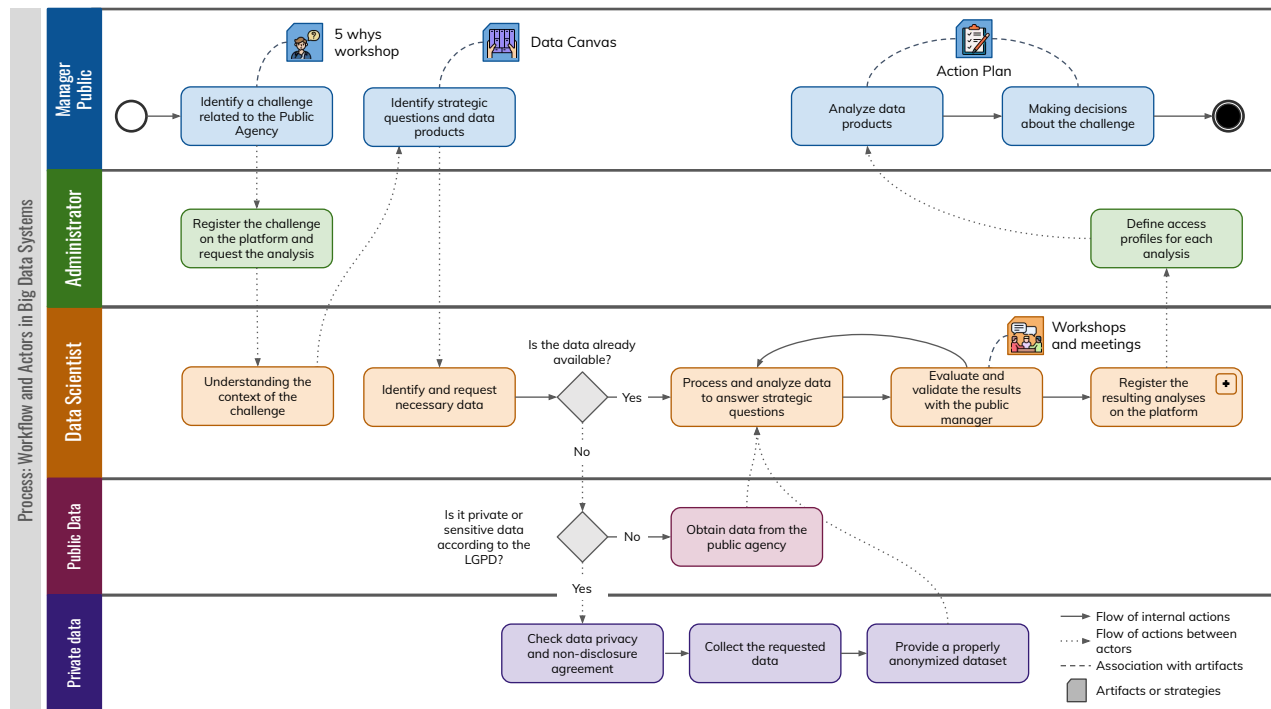 Process: Workflow and Actors in Big Data Systems
Manager
Public
5 whys
workshop
Data Canvas
Action Plan
Identify a challenge
related to the Public
Agency
Identify strategic
questions and data
products
Analyze data
products
Making decisions
about the challenge
Administrator
Register the challenge
on the platform and
request the analysis
Define access
profiles for each
analysis
Data Scientist
Workshops
and meetings
Is the data already
available?
Understanding the
context of the
challenge
Identify and request
necessary data
Yes
Process and analyze data
to answer strategic
questions
Evaluate and
validate the results
with the public
manager
Register the
resulting analyses
on the platform
No
Public Data
Is it private or
sensitive data
according to the
LGPD?
No
Obtain data from the
public agency
Yes
Private data
Check data privacy
and non-disclosure
agreement
Collect the requested
data
Provide a properly
anonymized dataset
Flow of internal actions
Flow of actions between
actors
Association with artifacts
Artifacts or strategies